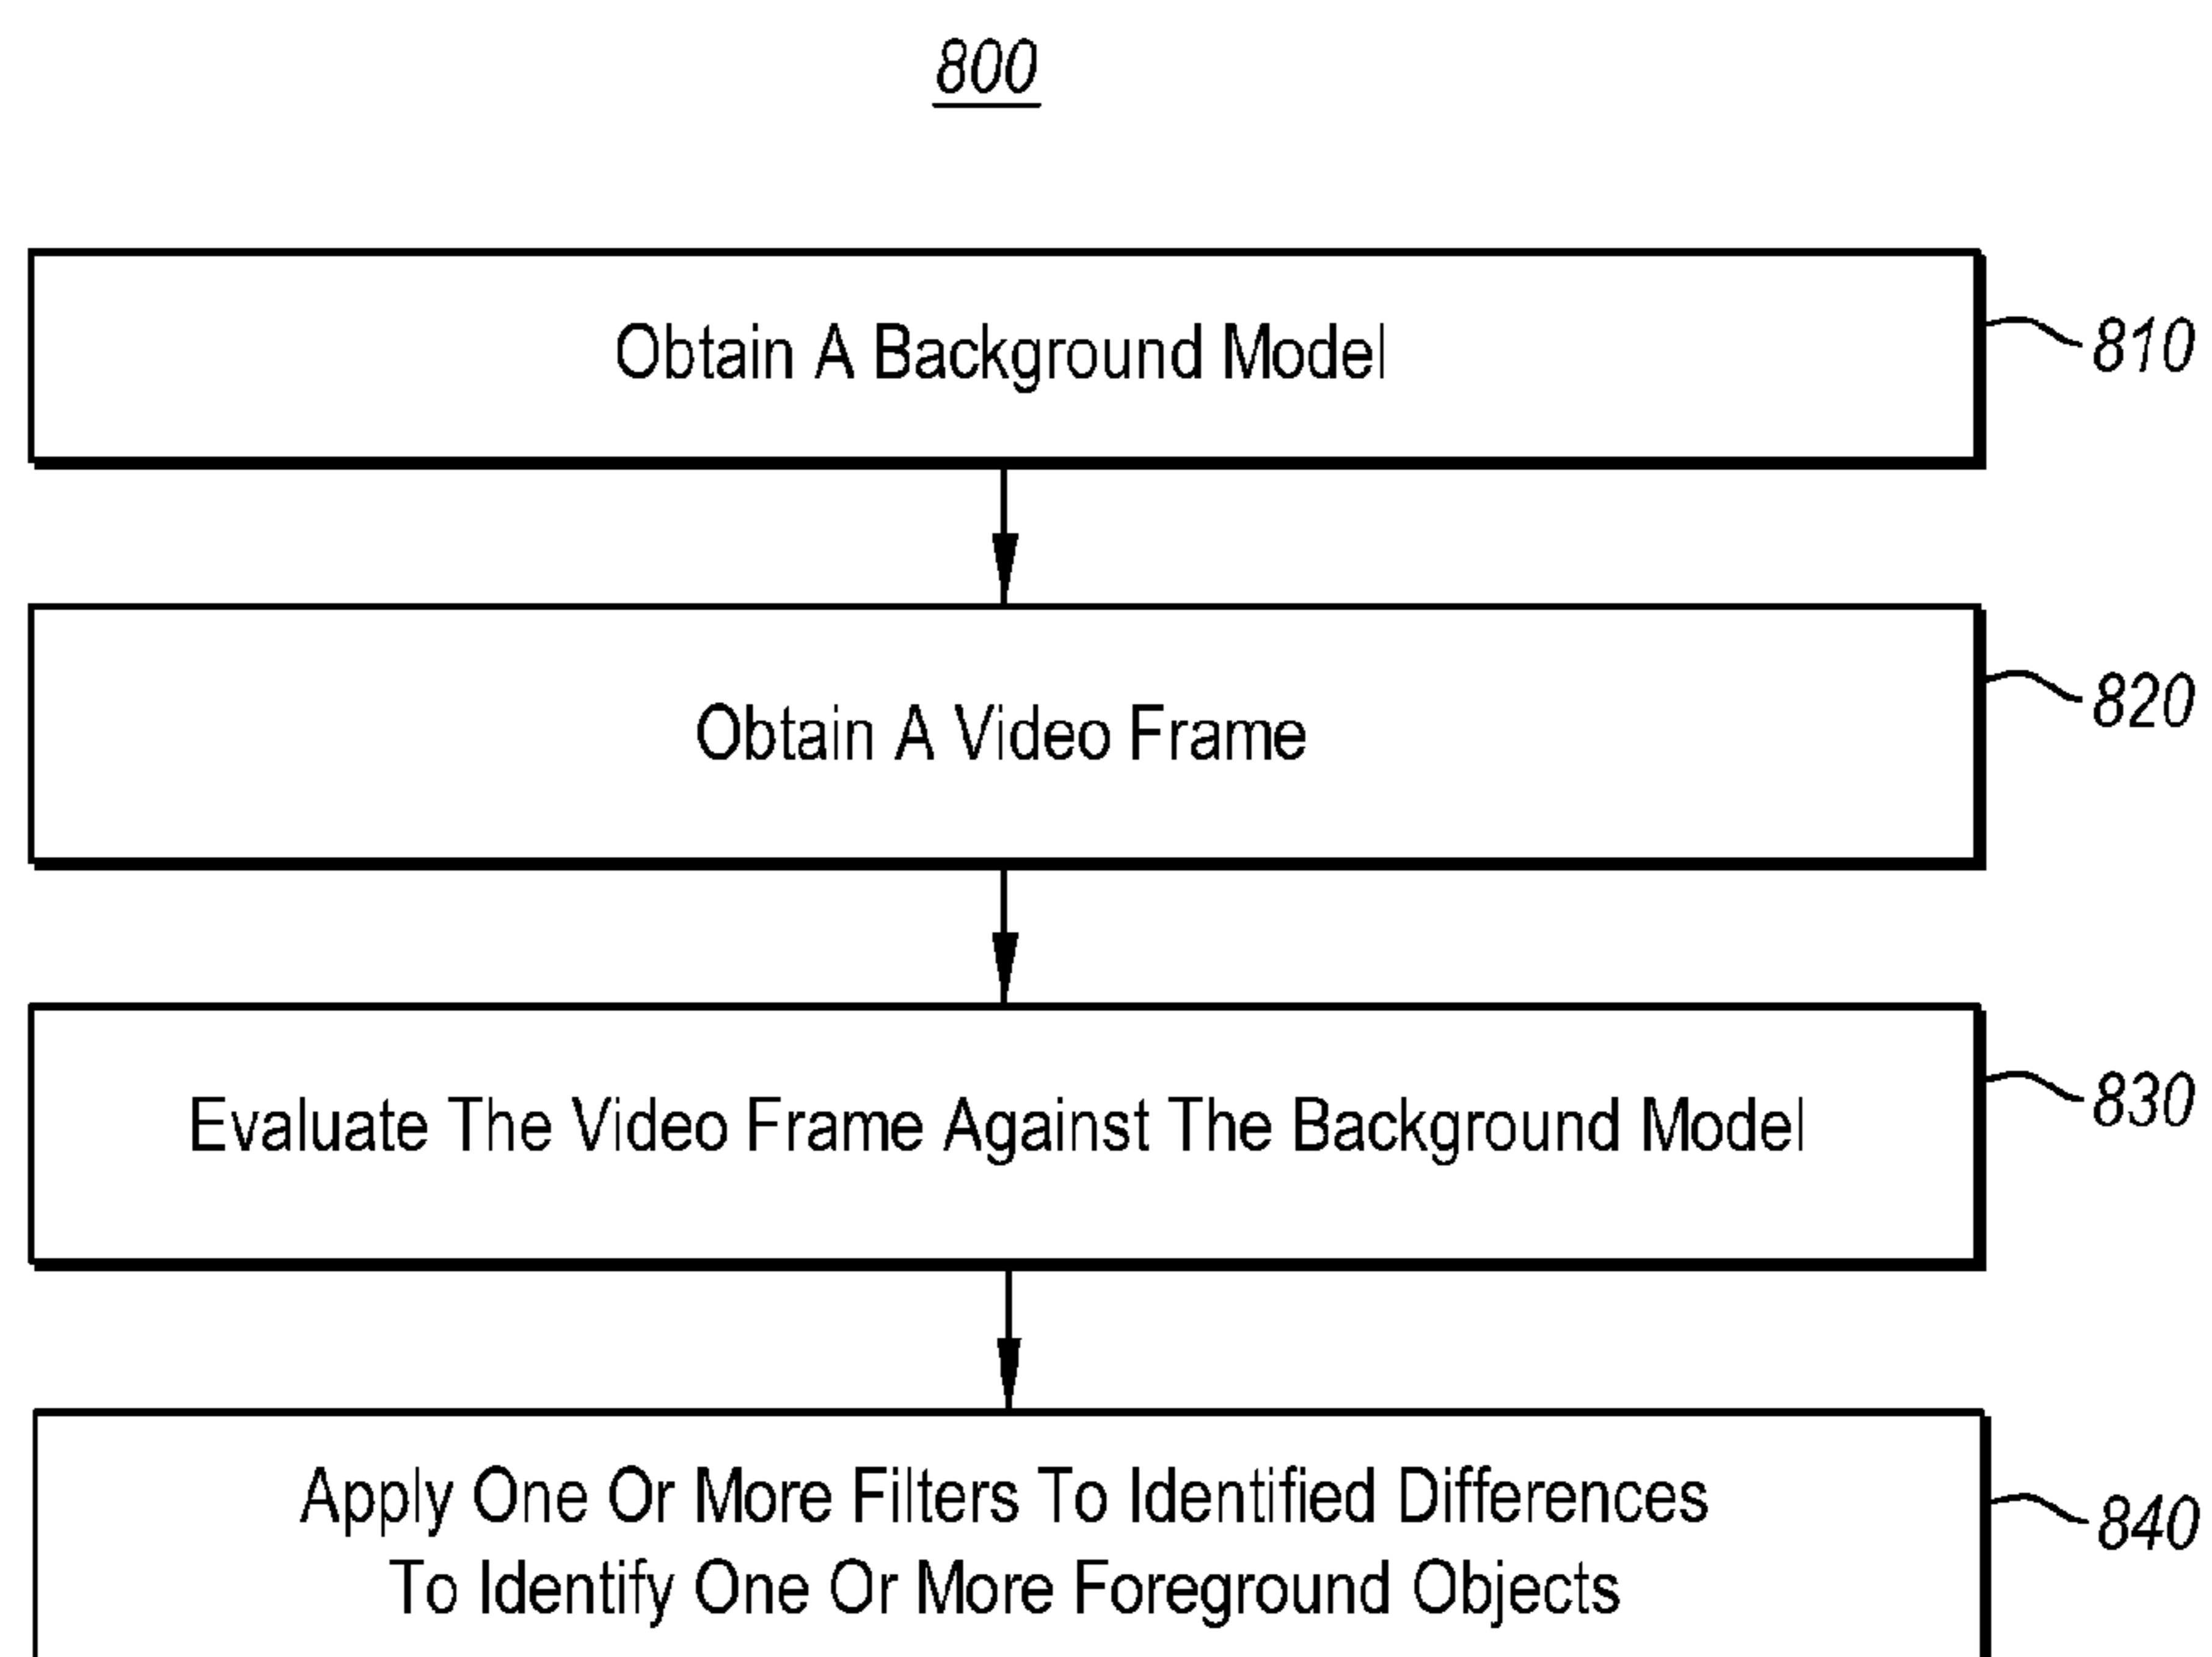 800
Obtain A Background Model
810
Obtain A Video Frame
820
Evaluate The Video Frame Against The Background Model
830
Apply One Or More Filters To Identified Differences
To Identify One Or More Foreground Objects
840